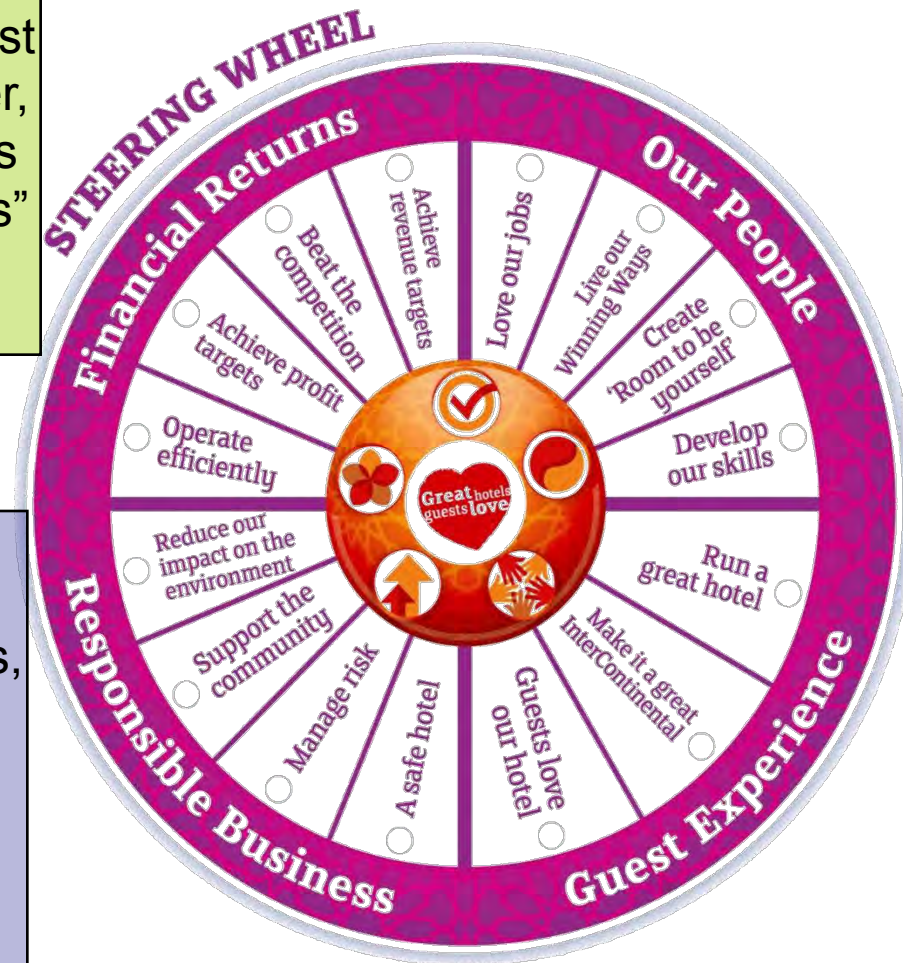 st
er,
s
s”
s,
STEERING WHEEL
Financial Returns
Achieve
revenue targets
Beat the
competition
Achieve profit
targets
Operate
efficiently
Our People
Love our jobs
Live our
Winning Ways
Create
'Room to be
yourself'
Develop
our skills
Guest Experience
Run a
great hotel
Make it a great
InterContinental
Guests love
our hotel
Responsible Business
A safe hotel
Manage risk
Support the
community
Reduce our
impact on the
environment
Great hotels
guests love